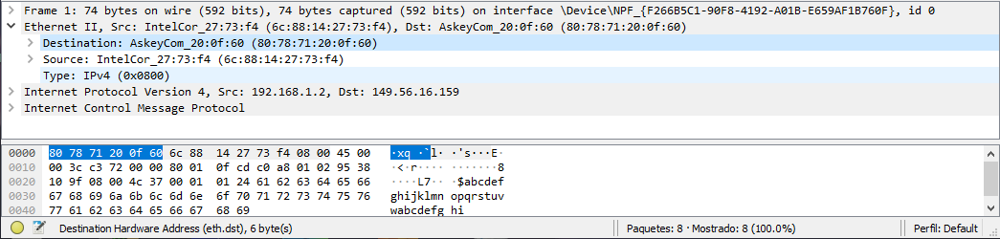 Frame 1: 74 bytes on wire (592 bits), 74 bytes captured (592 bits) on interface \Device\NPF_{F266B5C1-90F8-4192-A01B-E659AF1B760F}, id 0
Ethernet II, Src: IntelCor_27:73:f4 (6c:88:14:27:73:f4), Dst: AskeyCom_20:0f:60 (80:78:71:20:0f:60)
Destination: AskeyCom_20:0f:60 (80:78:71:20:0f:60)
Source: IntelCor_27:73:f4 (6c:88:14:27:73:f4)
Type: IPv4 (0x0800)
Internet Protocol Version 4, Src: 192.168.1.2, Dst: 149.56.16.159
Internet Control Message Protocol
0000 80 78 71 20 0f 60 6c 88 14 27 73 f4 08 00 45 00 ·xq ·`l· ·'s···E·
0010 00 3c c3 72 00 00 80 01 0f cd c0 a8 01 02 95 38 ·<·r···· ·······8
0020 10 9f 08 00 4c 37 00 01 01 24 61 62 63 64 65 66 ····L7·· ·$abcdef
0030 67 68 69 6a 6b 6c 6d 6e 6f 70 71 72 73 74 75 76 ghijklmn opqrstuv
0040 77 61 62 63 64 65 66 67 68 69 wabcdefg hi
Destination Hardware Address (eth.dst), 6 byte(s) Paquetes: 8 · Mostrado: 8 (100.0%) Perfil: Default